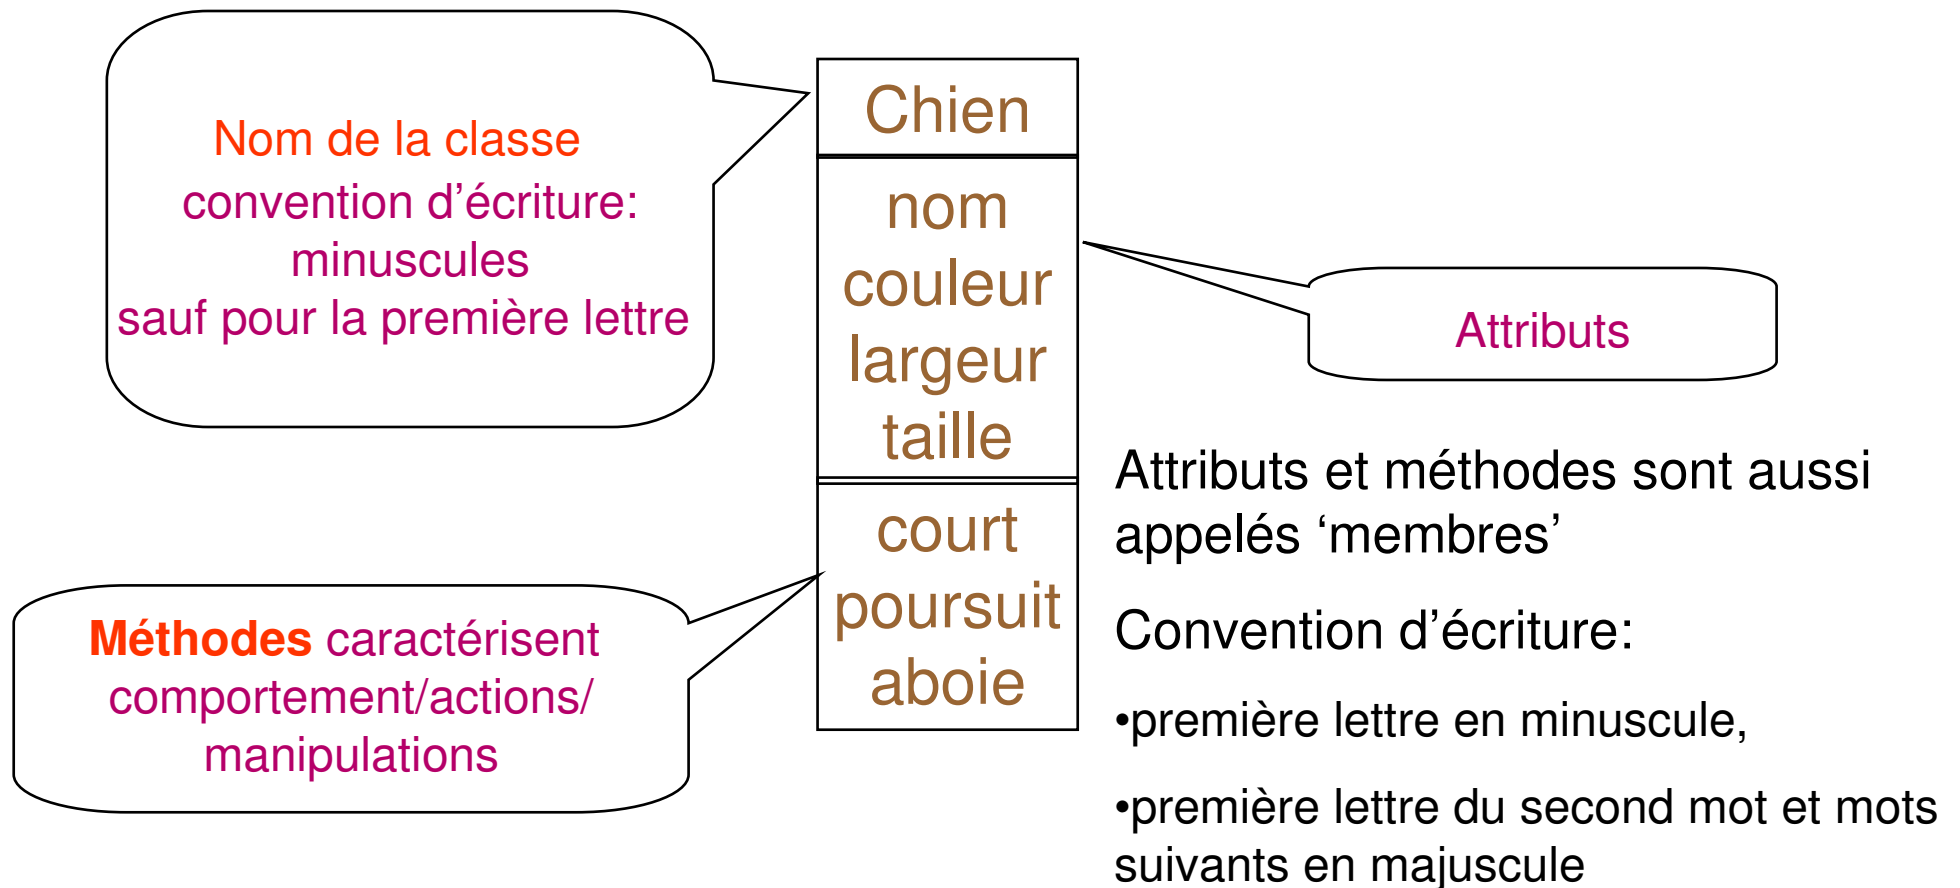 Nom de la classe
convention d’écriture:
minuscules
sauf pour la première lettre
Chien
nom
couleur
largeur
taille
court
poursuit
aboie
Attributs
Méthodes caractérisent
comportement/actions/
manipulations
Attributs et méthodes sont aussi
appelés ‘membres’
Convention d’écriture:
•première lettre en minuscule,
•première lettre du second mot et mots
suivants en majuscule